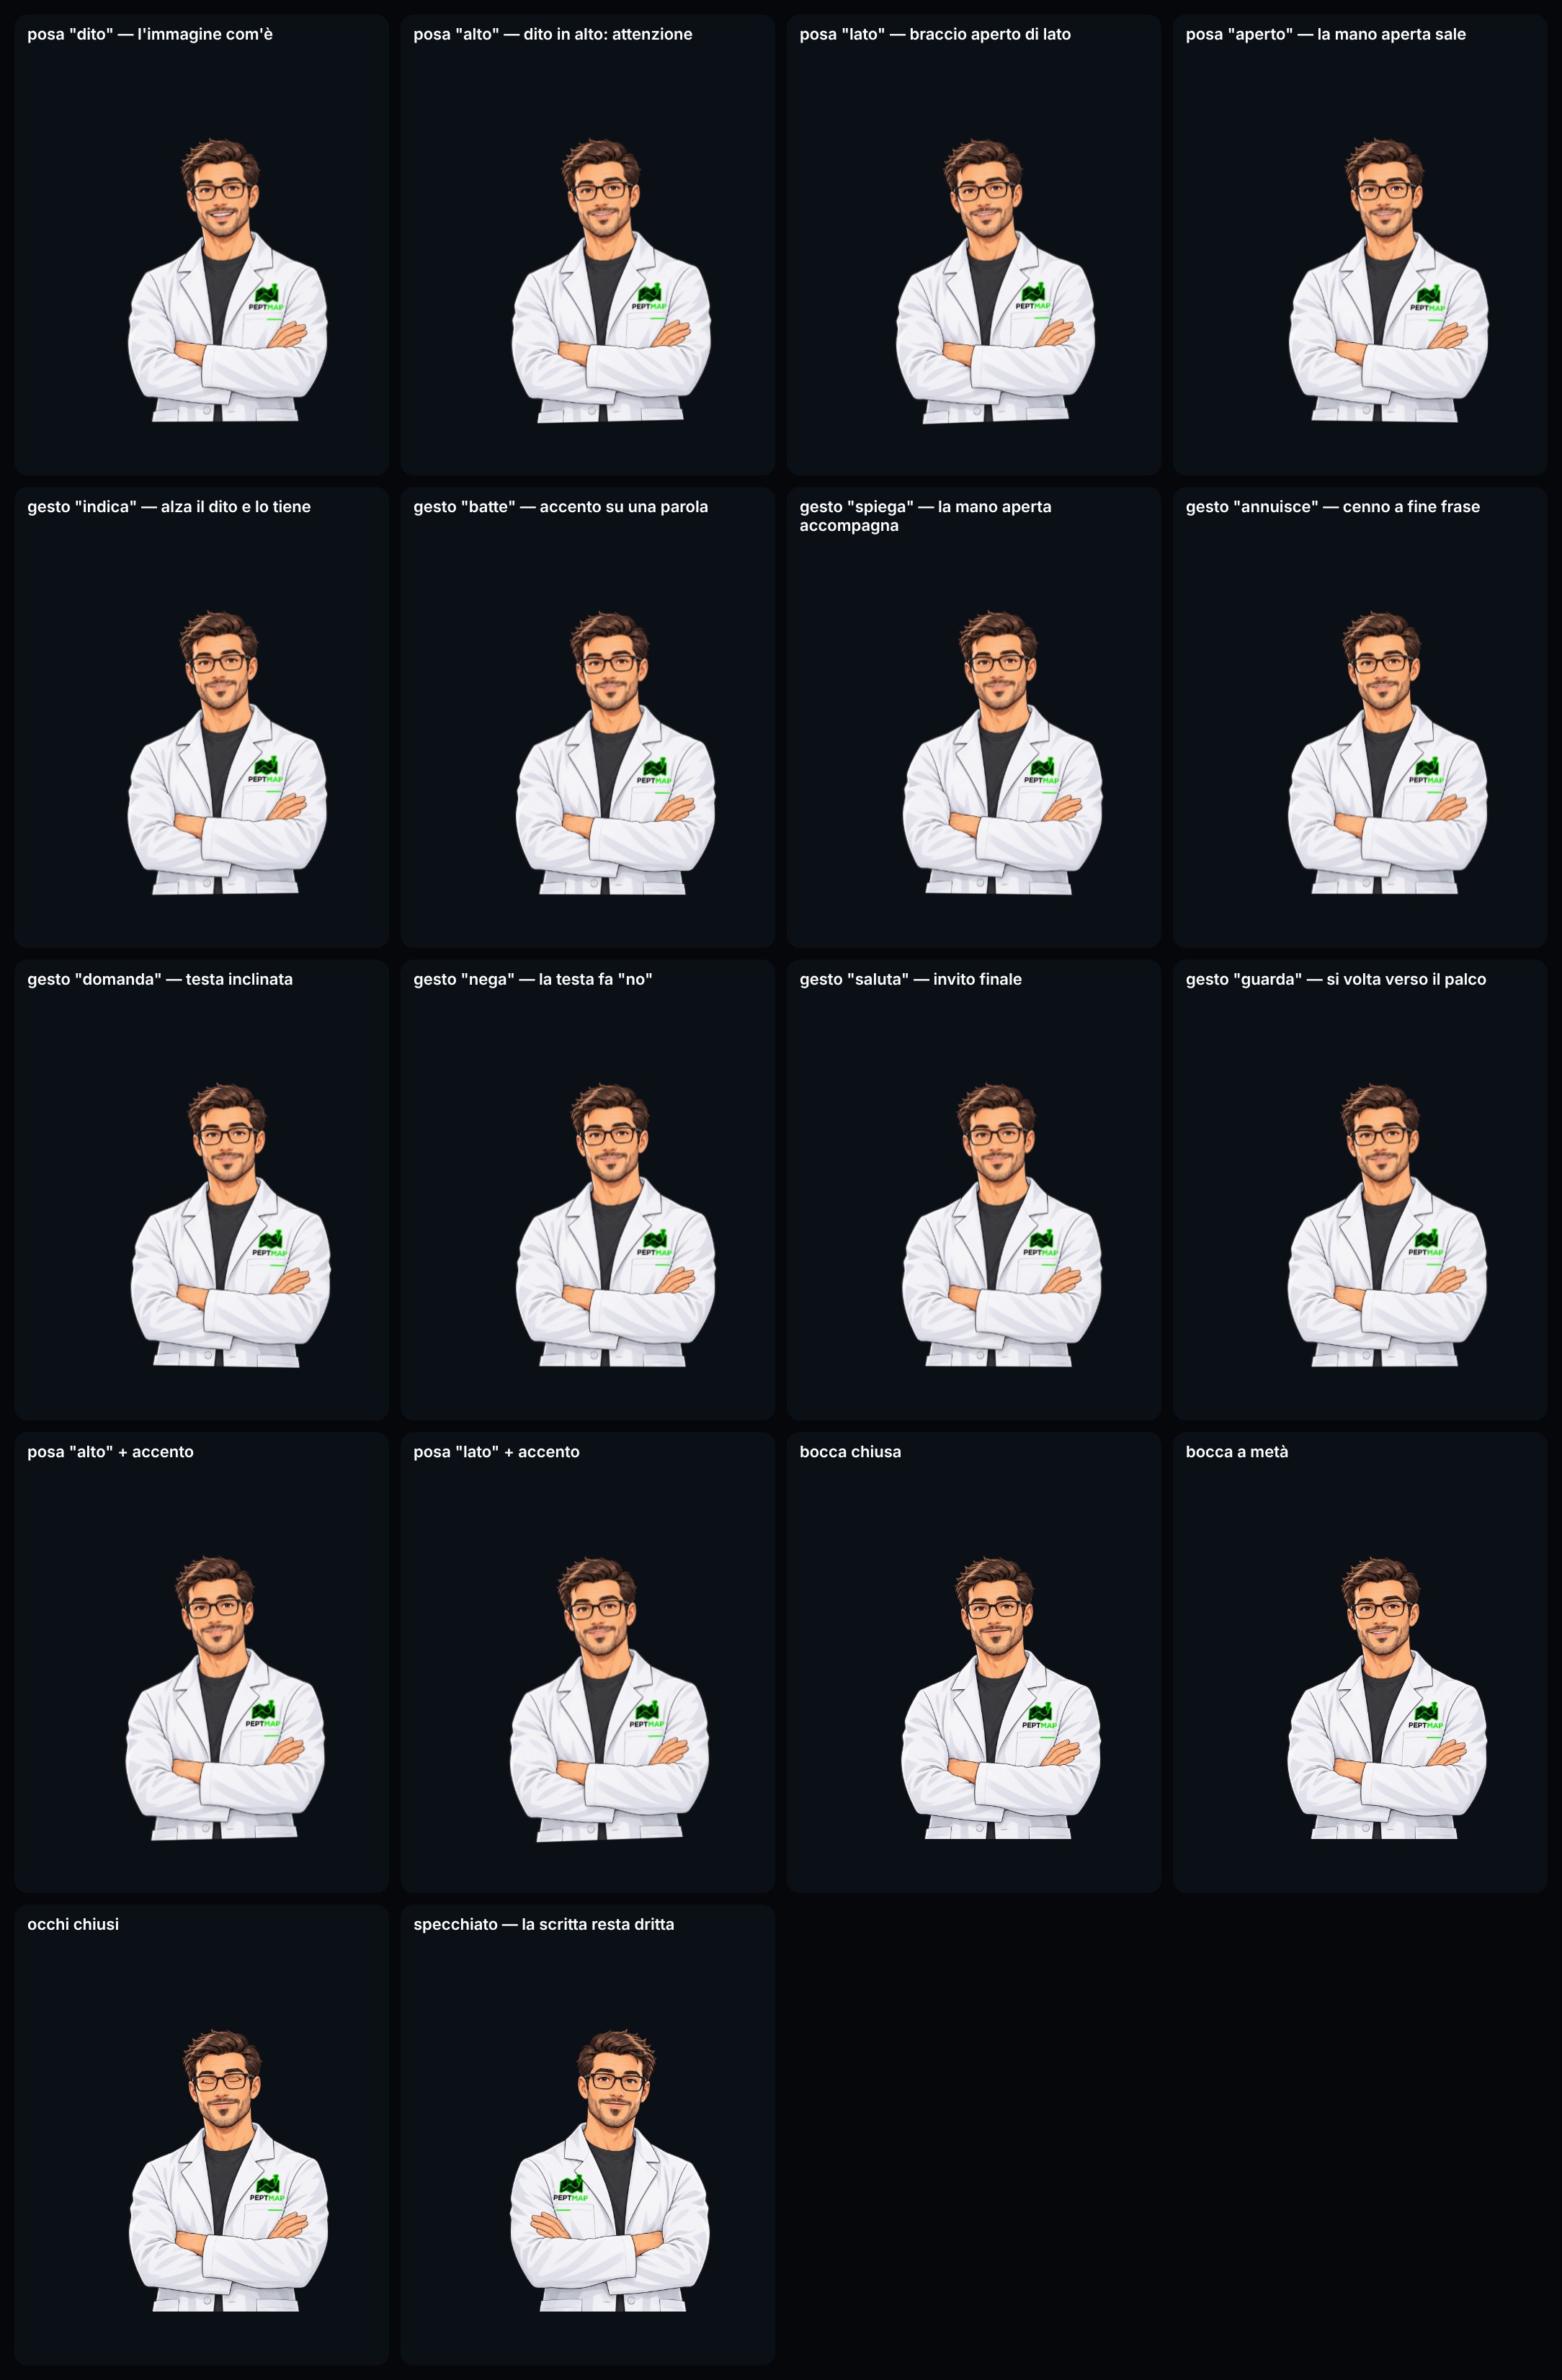 posa "dito" — l'immagine com'è
posa "alto" — dito in alto: attenzione
posa "lato" — braccio aperto di lato
posa "aperto" — la mano aperta sale
PEPTMAP
PEPTMAP
PEPTMAP
PEPTMAP
gesto "indica" — alza il dito e lo tiene
gesto "batte" — accento su una parola
gesto "spiega" — la mano aperta
accompagna
gesto "annuisce" — cenno a fine frase
PEPTMAP
PEPTMAP
PEPTMAP
PEPTMAP
gesto "domanda" — testa inclinata
gesto "nega" — la testa fa "no"
gesto "saluta" — invito finale
gesto "guarda" — si volta verso il palco
PEPTMAP
PEPTMAP
PEPTMAP
PEPTMAP
posa "alto" + accento
posa "lato" + accento
bocca chiusa
bocca a metà
PEPTMAP
PEPTMAP
PEPTMAP
PEPTMAP
occhi chiusi
specchiato — la scritta resta dritta
PEPTMAP
PEPTMAP